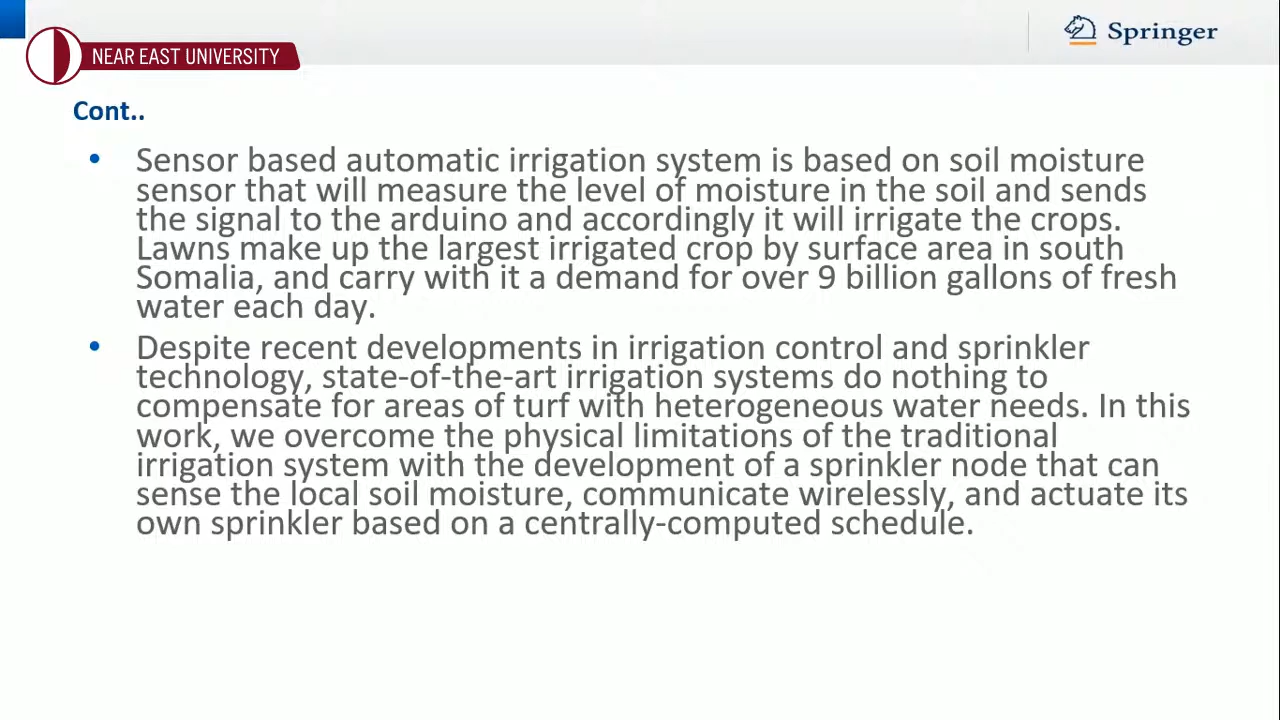 NEAR EAST UNIVERSITY
Springer
Cont..
• Sensor based automatic irrigation system is based on soil moisture
sensor that will measure the level of moisture in the soil and sends
the signal to the arduino and accordingly it will irrigate the crops.
Lawns make up the largest irrigated crop by surface area in south
Somalia, and carry with it a demand for over 9 billion gallons of fresh
water each day.
• Despite recent developments in irrigation control and sprinkler
technology, state-of-the-art irrigation systems do nothing to
compensate for areas of turf with heterogeneous water needs. In this
work, we overcome the physical limitations of the traditional
irrigation system with the development of a sprinkler node that can
sense the local soil moisture, communicate wirelessly, and actuate its
own sprinkler based on a centrally-computed schedule.